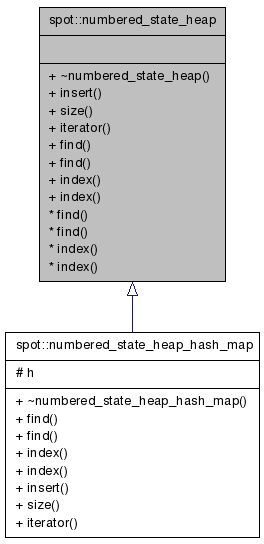 spot::numbered_state_heap
+ ~numbered_state_heap()
+ insert()
+ size()
+ iterator()
+ find()
+ find()
+ index()
+ index()
* find()
* find()
* index()
* index()
spot::numbered_state_heap_hash_map
# h
+ ~numbered_state_heap_hash_map()
+ find()
+ find()
+ index()
+ index()
+ insert()
+ size()
+ iterator()